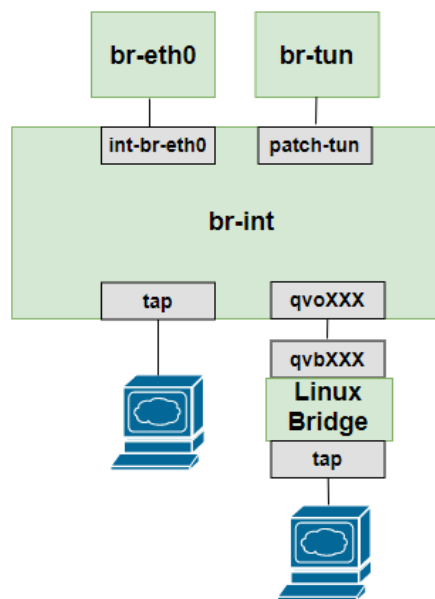 br-eth0
br-tun
int-br-eth0
patch-tun
br-int
tap
qvoXXX
qvbXXX
Linux
Bridge
tap